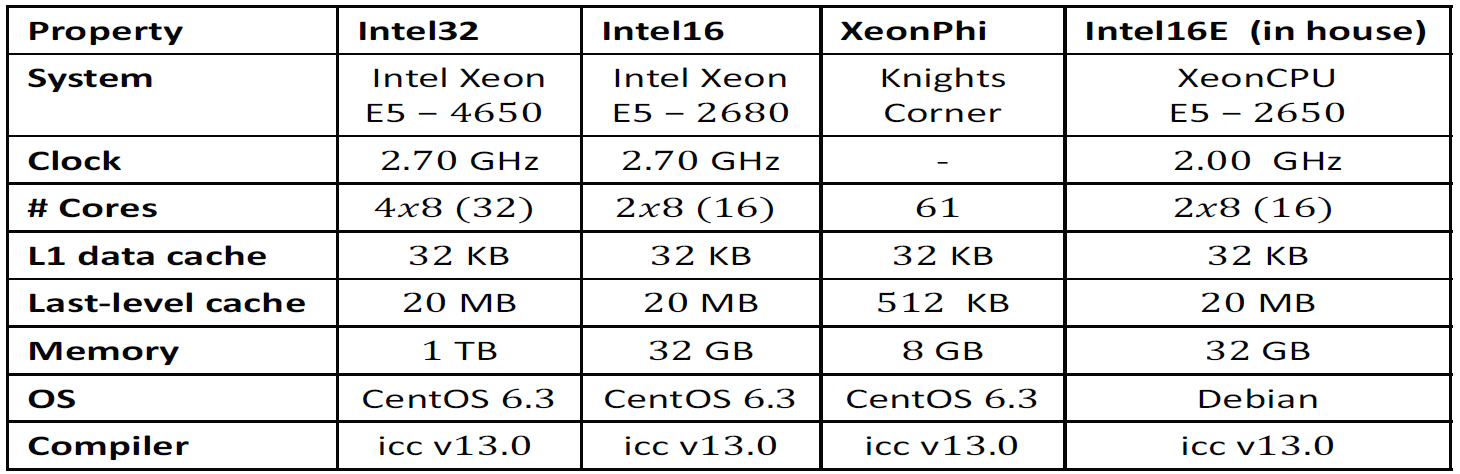 Property Intel32 Intel16 XeonPhi Intel16E (in house)
System Intel Xeon Intel Xeon Knights XeonCPU
E5 − 4650 E5 − 2680 Corner E5 − 2650
Clock 2.70 GHz 2.70 GHz - 2.00 GHz
# Cores 4x8 (32) 2x8 (16) 61 2x8 (16)
L1 data cache 32 KB 32 KB 32 KB 32 KB
Last-level cache 20 MB 20 MB 512 KB 20 MB
Memory 1 TB 32 GB 8 GB 32 GB
OS CentOS 6.3 CentOS 6.3 CentOS 6.3 Debian
Compiler icc v13.0 icc v13.0 icc v13.0 icc v13.0